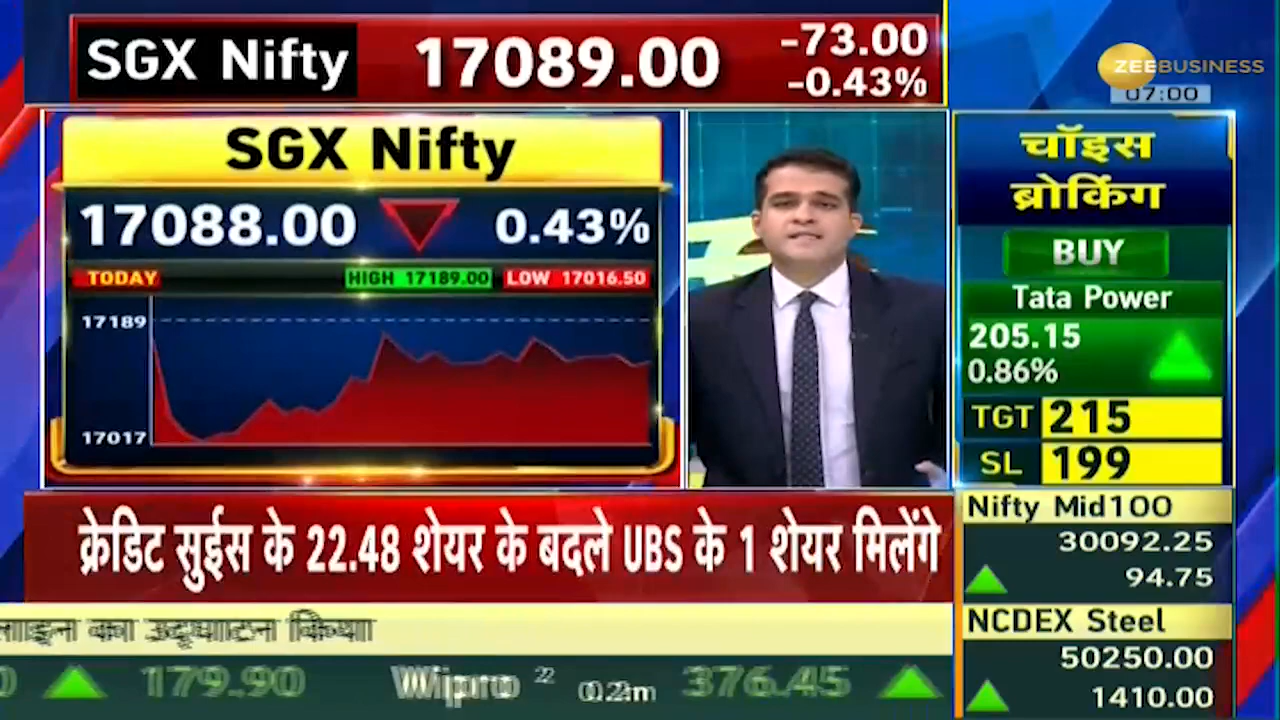 SGX Nifty 17089.00 -73.00
-0.43%
ZEEBUSINESS
07:00
SGX Nifty
17088.00 0.43%
TODAY HIGH 17189.00 LOW 17016.50
17189
17017
चॉइस
ब्रोकिंग
BUY
Tata Power
205.15
0.86%
TGT 215
SL 199
क्रेडिट सुईस के 22.48 शेयर के बदले UBS के 1 शेयर मिलेंगे
Nifty Mid100
30092.25
94.75
NCDEX Steel
50250.00
1410.00
का उद्घाटन किया
179.90 Wipro 376.45